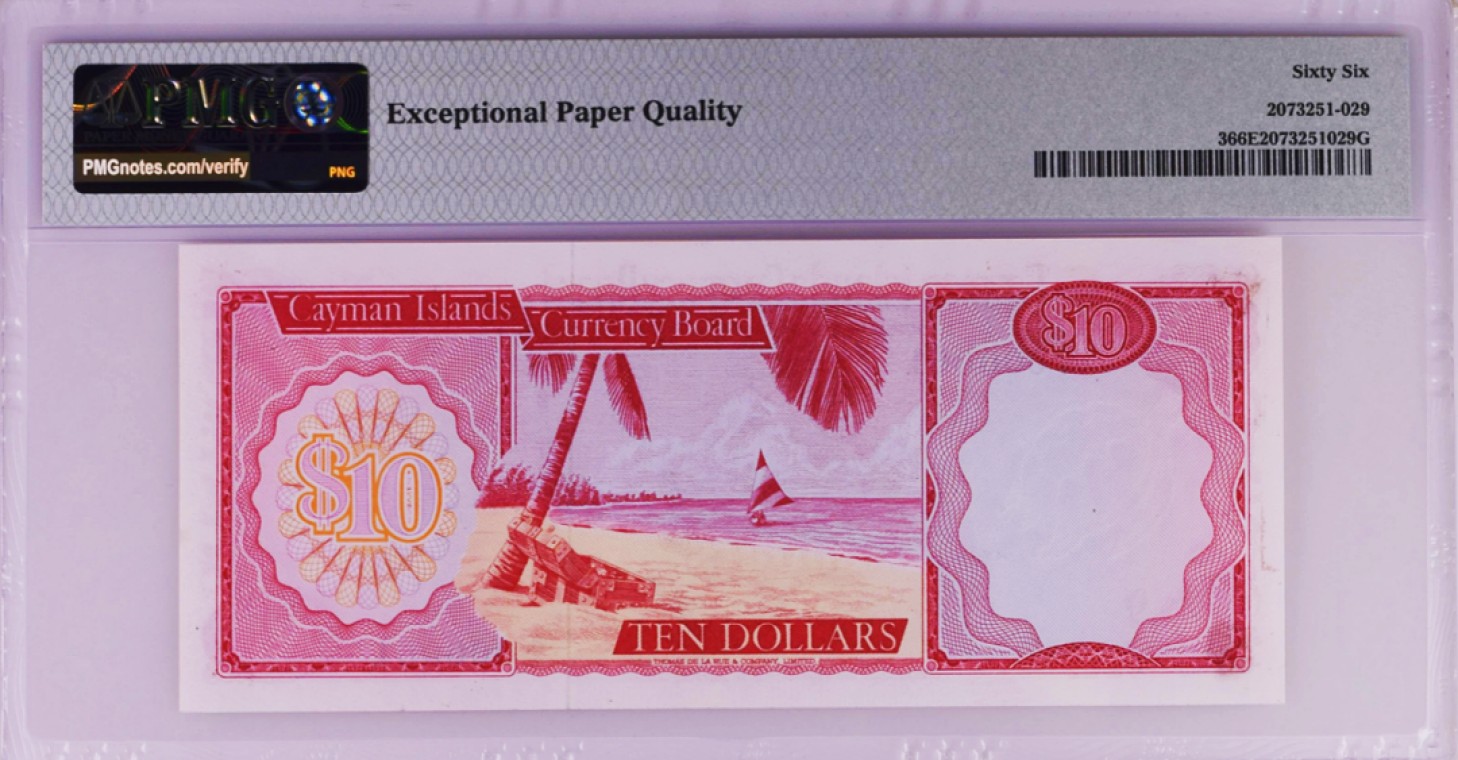 PMG
PMGnotes.com/verify
PNG
Exceptional Paper Quality
Sixty Six
2073251-029
366E2073251029G
Cayman Islands
Currency Board
$10
$10
TEN DOLLARS
THOMAS DE LA RUE & COMPANY, LIMITED